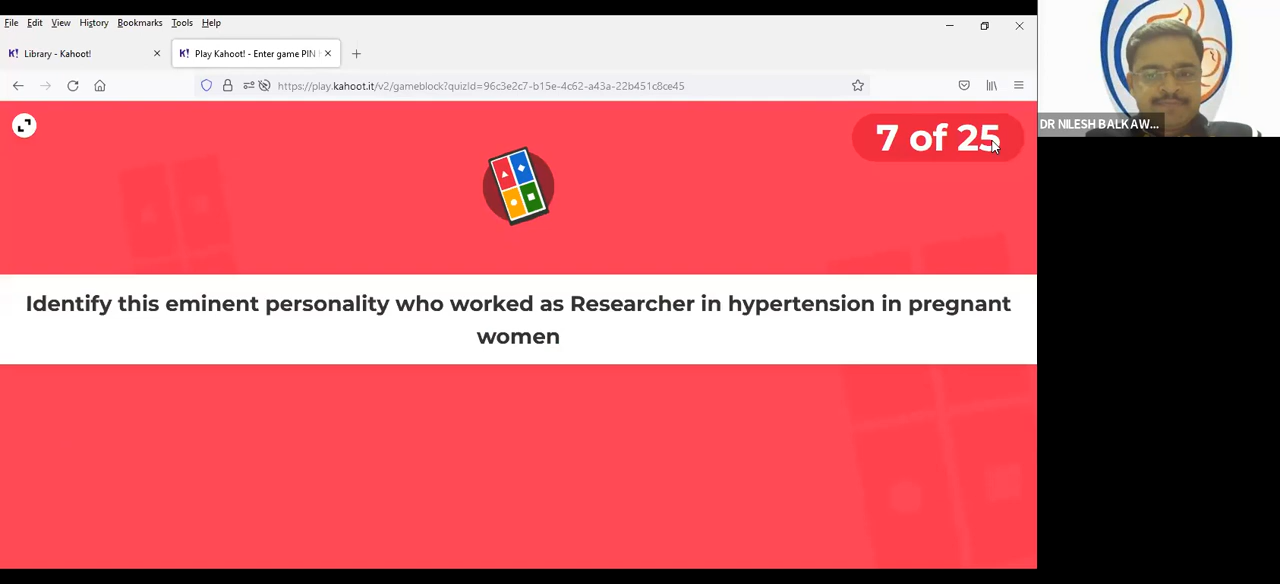 File Edit View History Bookmarks Tools Help
K! Library - Kahoot!
K! Play Kahoot! - Enter game PIN
https://play.kahoot.it/v2/gameblock?quizId=96c3e2c7-b15e-4c62-a43a-22b451c8ce45
7 of 25
DR NILESH BALKAW...
Identify this eminent personality who worked as Researcher in hypertension in pregnant
women